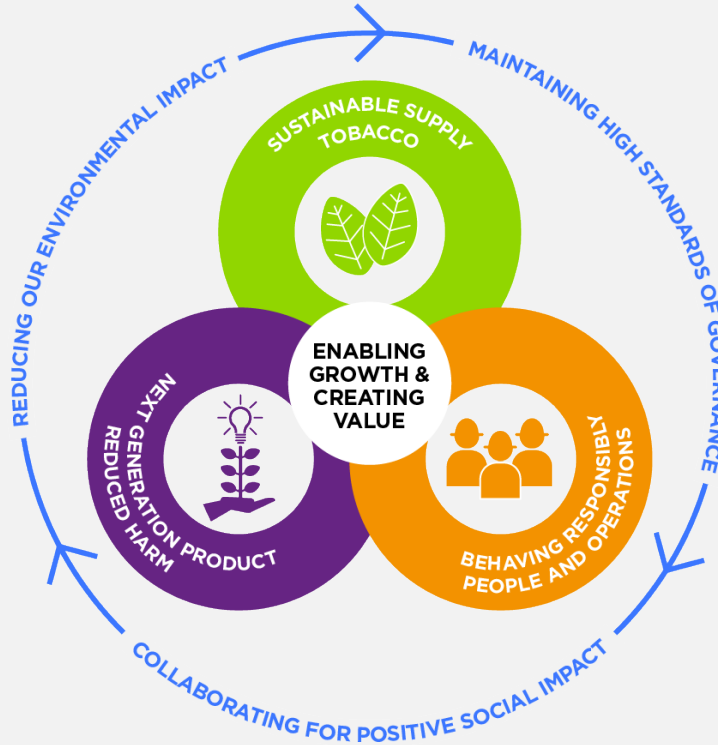 REDUCING OUR ENVIRONMENTAL IMPACT
MAINTAINING HIGH STANDARDS OF GOVERNANCE
SUSTAINABLE SUPPLY
TOBACCO
ENABLING
GROWTH &
CREATING
VALUE
NEXT GENERATION PRODUCT
REDUCED HARM
BEHAVING RESPONSIBLY
PEOPLE AND OPERATIONS
COLLABORATING FOR POSITIVE SOCIAL IMPACT